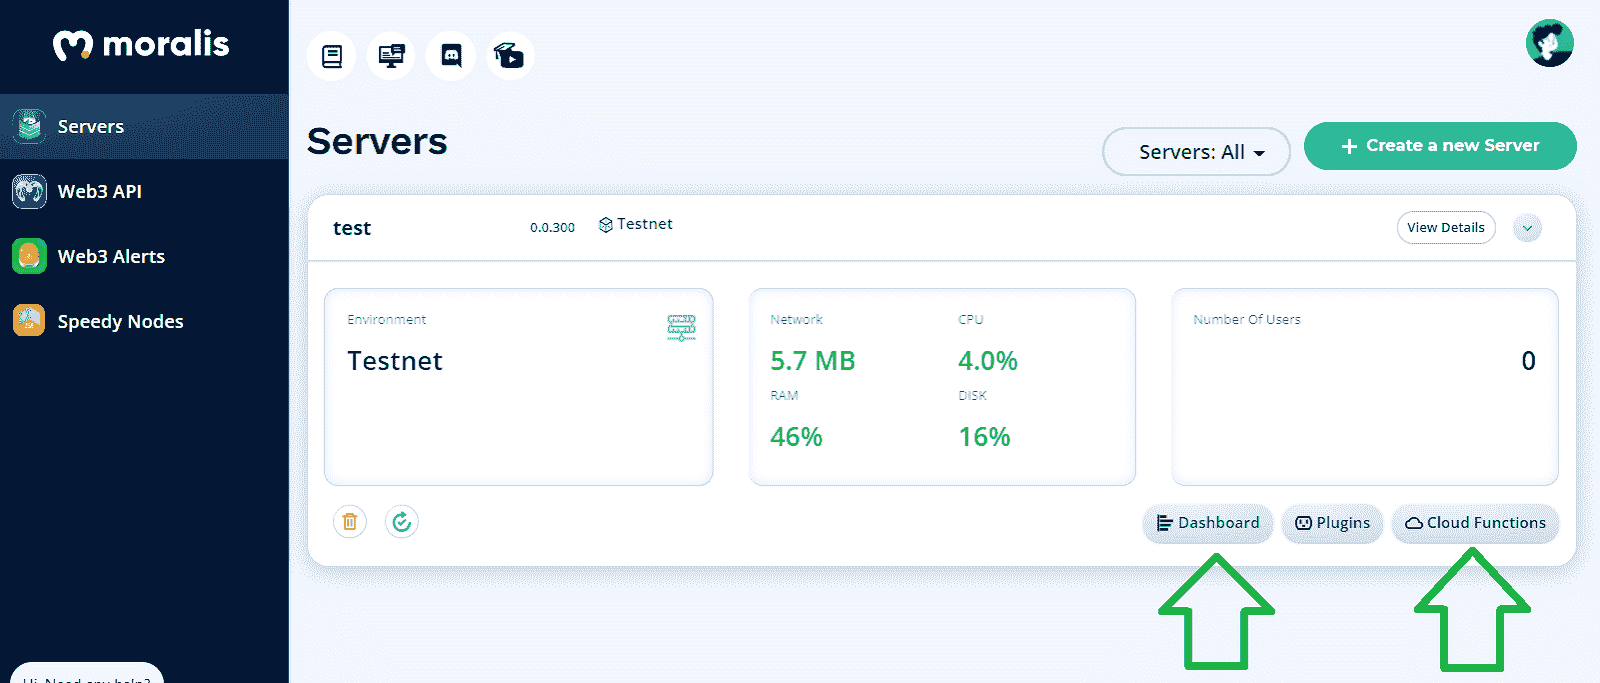 moralis
Servers
Web3 API
Web3 Alerts
Speedy Nodes
Hi. Need any help?
Servers
Servers: All
+ Create a new Server
test
0.0.300
Testnet
View Details
Environment
Testnet
Network
5.7 MB
CPU
4.0%
RAM
46%
DISK
16%
Number Of Users
0
Dashboard
Plugins
Cloud Functions